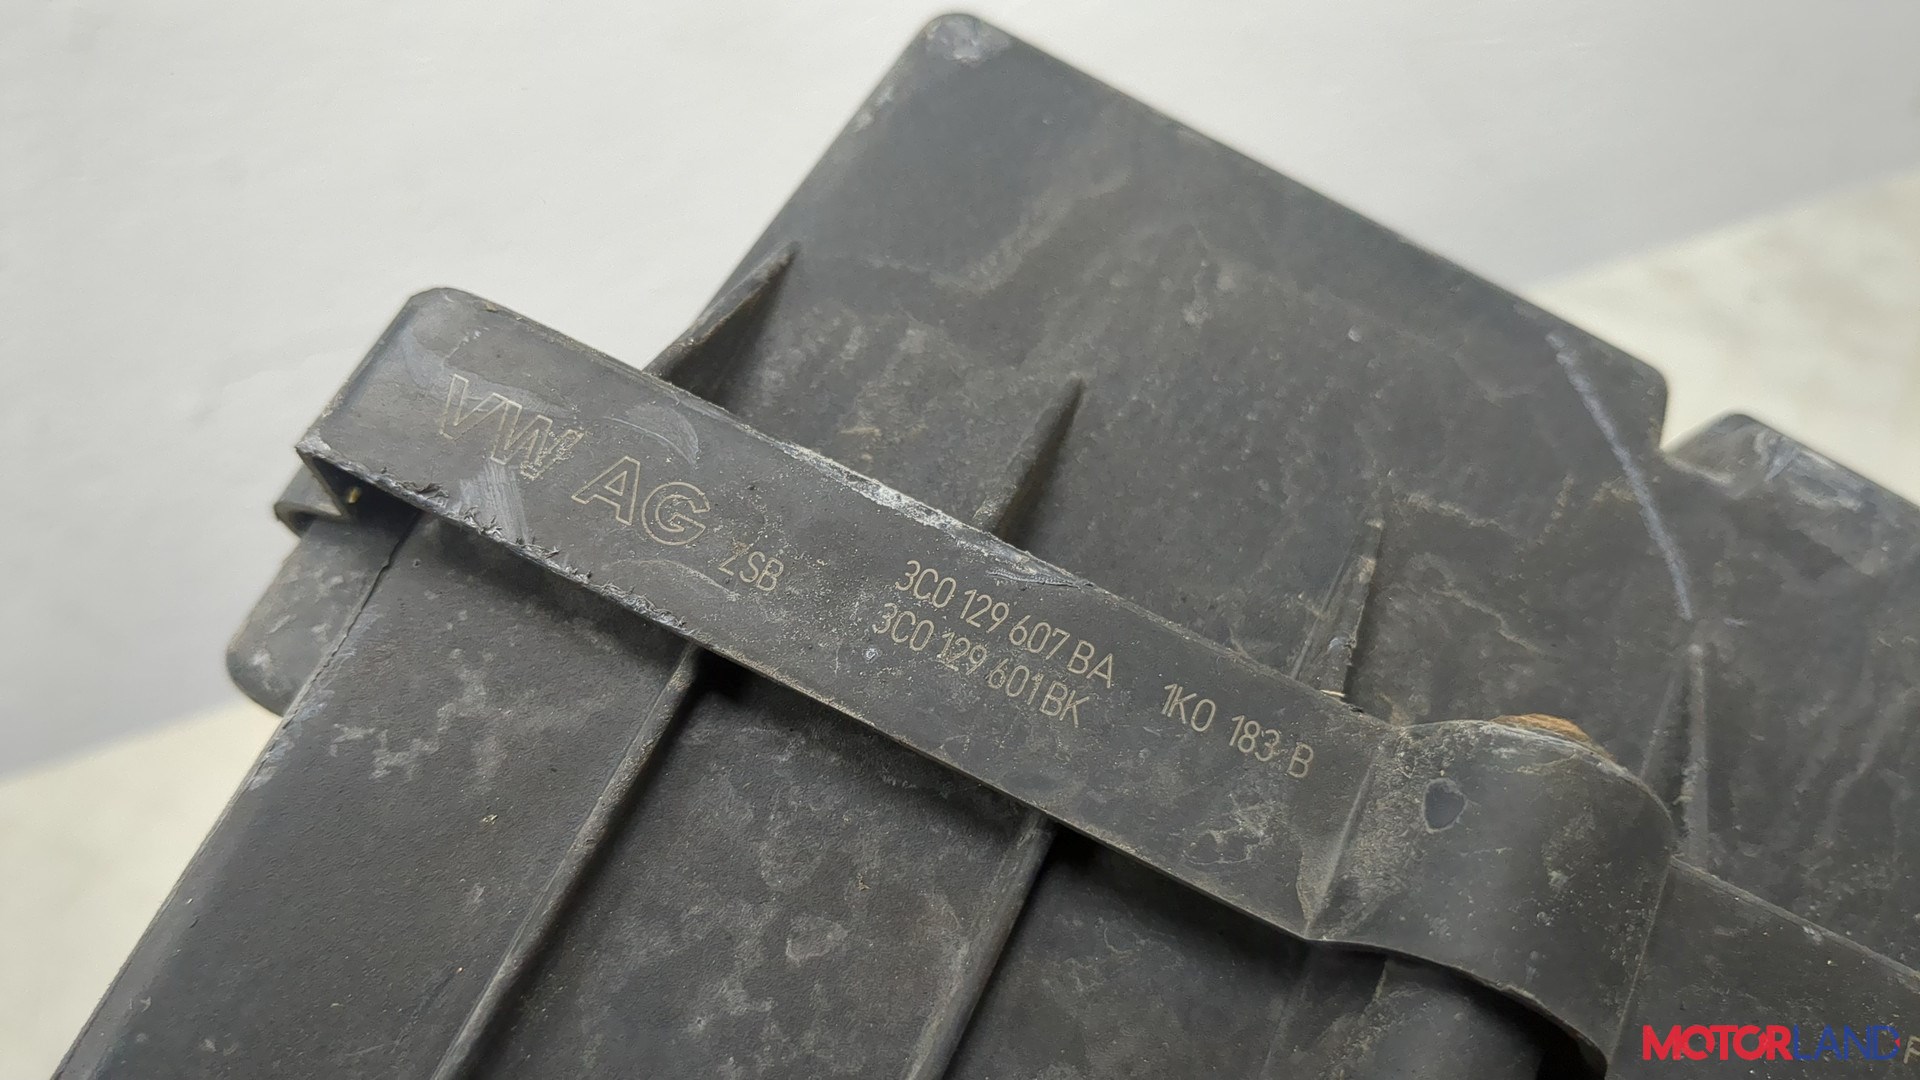 VW AG ZSB 3C0 129 607 BA 1K0 183 B
3C0 129 601 BK
MOTORLAND